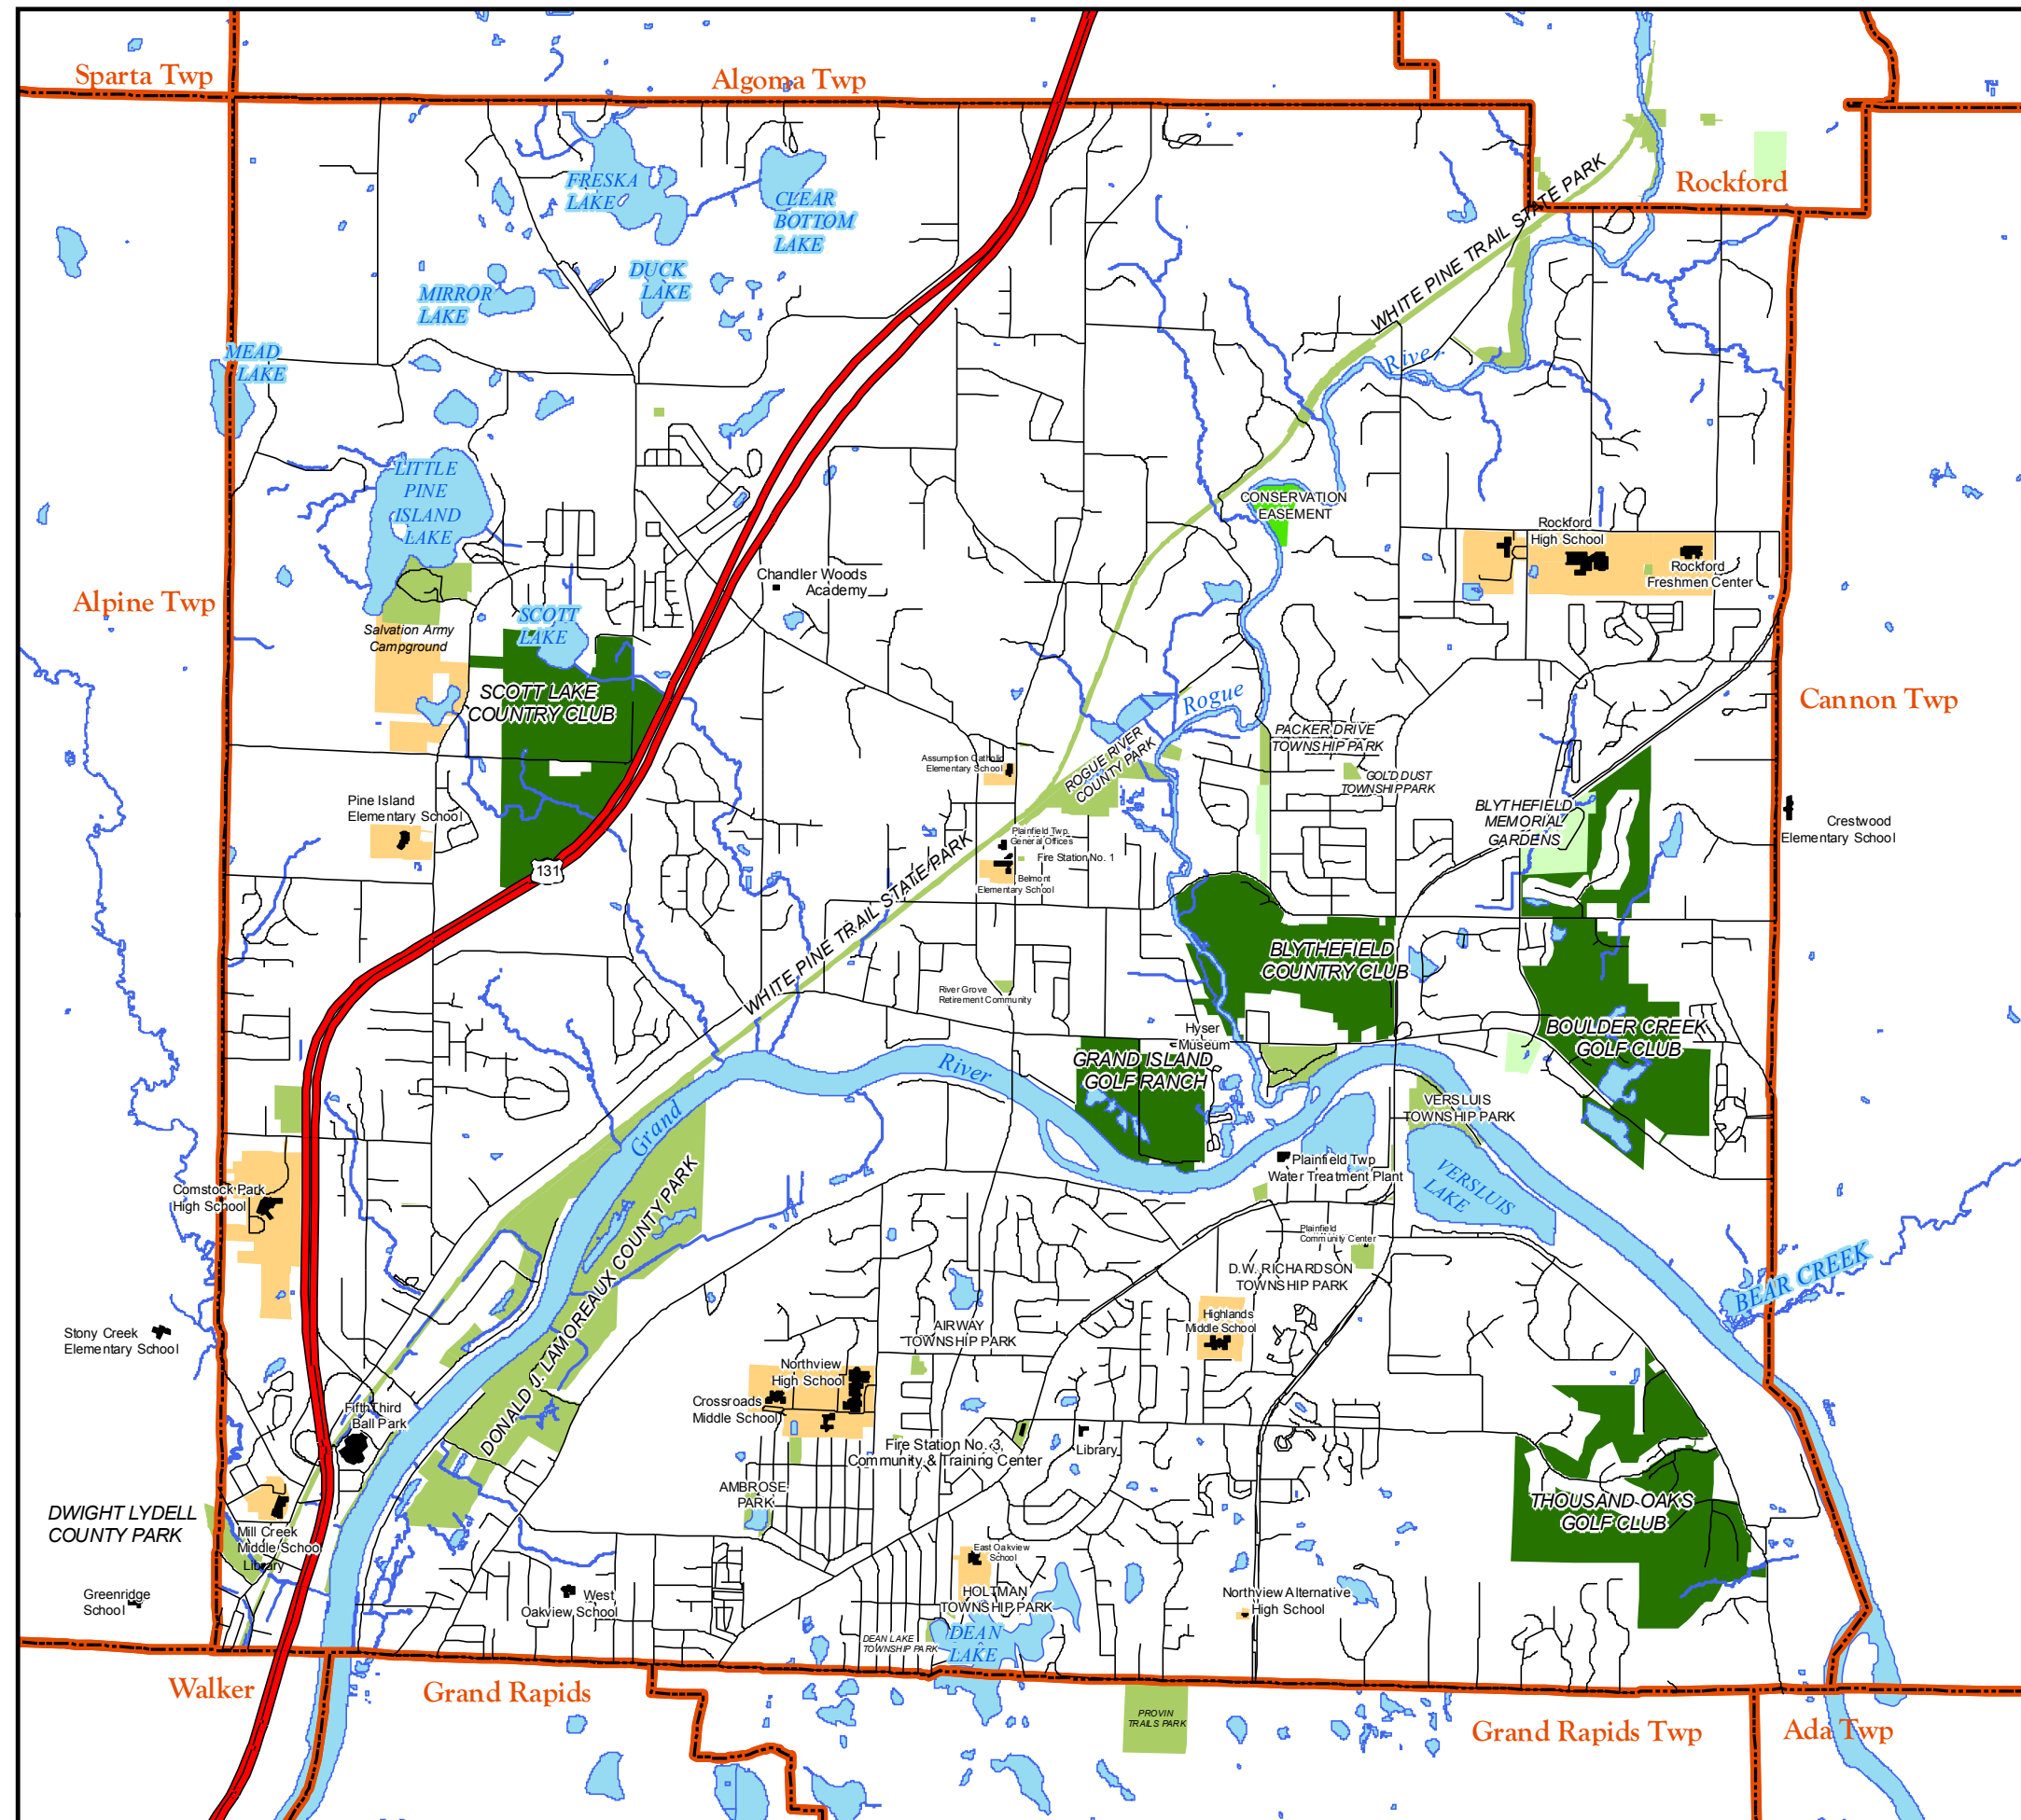 Sparta Twp
Algoma Twp
Rockford
FRESKA
LAKE
CLEAR
BOTTOM
LAKE
WHITE PINE TRAIL STATE PARK
DUCK
LAKE
MIRROR
LAKE
MEAD
LAKE
River
LITTLE
PINE
ISLAND
LAKE
CONSERVATION
EASEMENT
Rockford
High School
Rockford
Freshmen Center
Chandler Woods
Academy
Alpine Twp
SCOTT
LAKE
Salvation Army
Campground
SCOTT LAKE
COUNTRY CLUB
Rogue
Cannon Twp
PACKER DRIVE
TOWNSHIP PARK
ROGUE RIVER
COUNTY PARK
Assumption Catholic
Elementary School
GOLD DUST
TOWNSHIP PARK
Pine Island
Elementary School
BLYTHEFIELD
MEMORIAL
GARDENS
Crestwood
Elementary School
Plainfield Twp.
General Offices
Fire Station No. 1
Belmont
Elementary School
131
WHITE PINE TRAIL STATE PARK
BLYTHEFIELD
COUNTRY CLUB
River Grove
Retirement Community
Hyser
Museum
BOULDER CREEK
GOLF CLUB
GRAND ISLAND
GOLF RANCH
River
Grand
VERSLUIS
TOWNSHIP PARK
Plainfield Twp
Water Treatment Plant
VERSLUIS
LAKE
Comstock Park
High School
DONALD J. LAMOREAUX COUNTY PARK
Plainfield
Community Center
D.W. RICHARDSON
TOWNSHIP PARK
BEAR CREEK
Highlands
Middle School
AIRWAY
TOWNSHIP PARK
Stony Creek
Elementary School
Northview
High School
Crossroads
Middle School
Fifth Third
Ball Park
Fire Station No. 3,
Community & Training Center
Library
AMBROSE
PARK
THOUSAND OAKS
GOLF CLUB
DWIGHT LYDELL
COUNTY PARK
Mill Creek
Middle Schoo
Library
East Oakview
School
Greenridge
School
West
Oakview School
HOLTMAN
TOWNSHIP PARK
Northview Alternative
High School
DEAN LAKE
TOWNSHIP PARK
DEAN
LAKE
Walker
Grand Rapids
PROVIN
TRAILS PARK
Grand Rapids Twp
Ada Twp